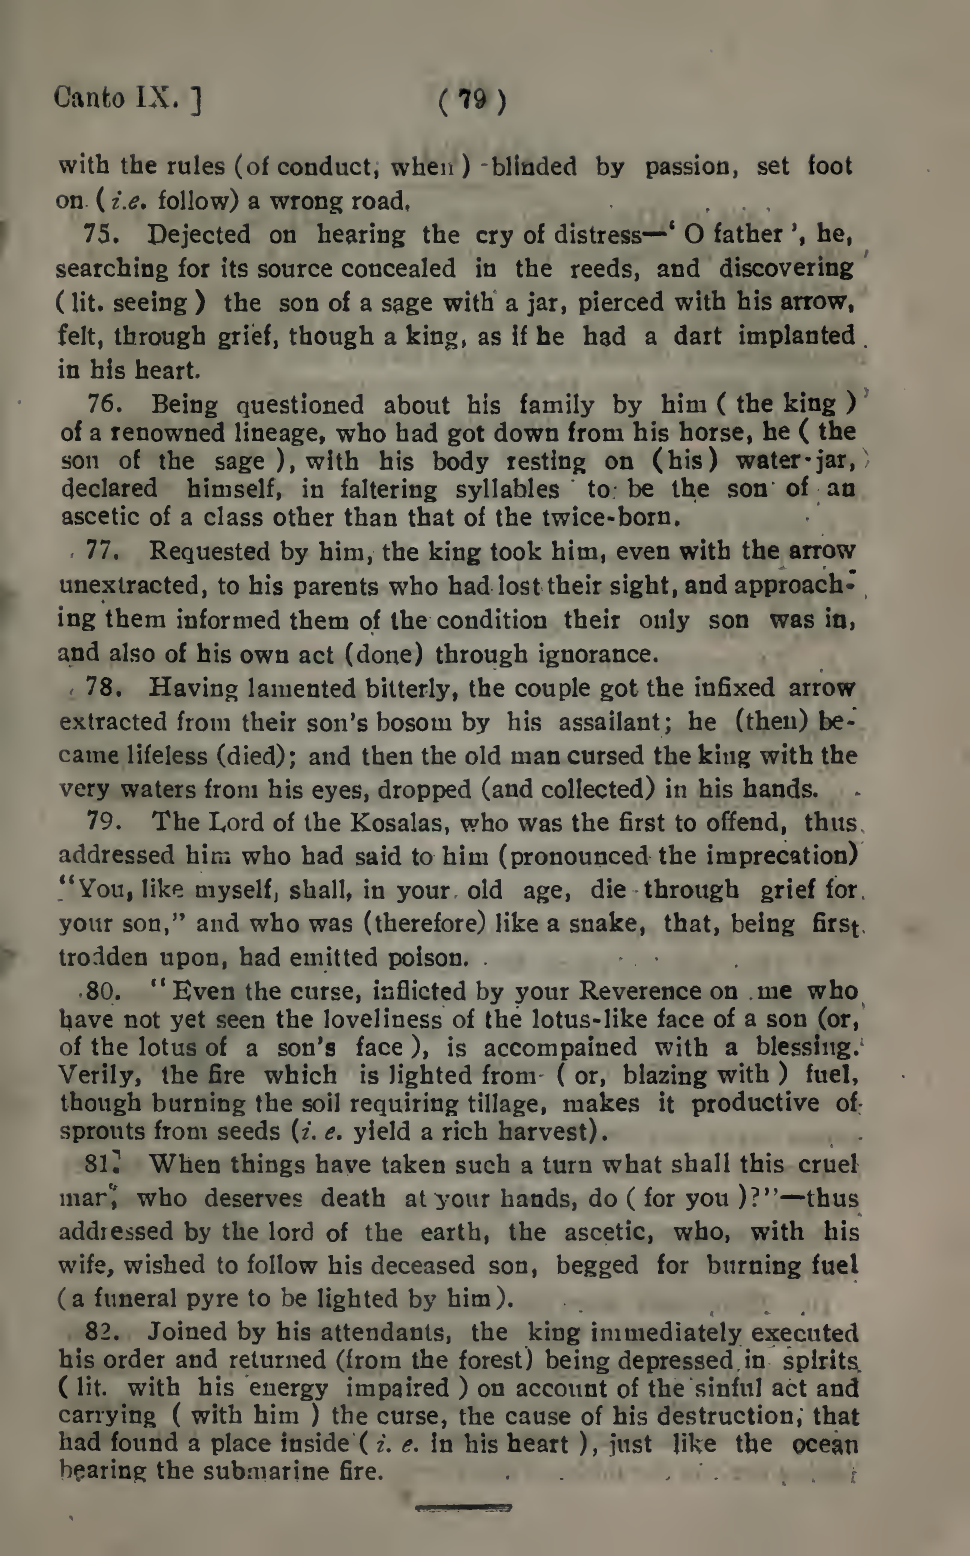 Canto IX. ]
( 79 )
with the rules (of conduct, when ) blinded by passion, set foot
on ( i.e. follow) a wrong road.
75. Dejected on hearing the cry of distress—‘ O father ’, he,
searching for its source concealed in the reeds, and discovering
( lit. seeing ) the son of a sage with a jar, pierced with his arrow,
felt, through grief, though a king, as if he had a dart implanted
in his heart.
76. Being questioned about his family by him ( the king )
of a renowned lineage, who had got down from his horse, he ( the
son of the sage ), with his body resting on (his) water-jar,
declared himself, in faltering syllables to be the son of an
ascetic of a class other than that of the twice-born.
77. Requested by him, the king took him, even with the arrow
unextracted, to his parents who had lost their sight, and approach-
ing them informed them of the condition their only son was in,
and also of his own act (done) through ignorance.
78. Having lamented bitterly, the couple got the infixed arrow
extracted from their son's bosom by his assailant; he (then) be-
came lifeless (died); and then the old man cursed the king with the
very waters from his eyes, dropped (and collected) in his hands.
79. The Lord of the Kosalas, who was the first to offend, thus
addressed him who had said to him (pronounced the imprecation)
“You, like myself, shall, in your old age, die through grief for
your son,” and who was (therefore) like a snake, that, being first
trodden upon, had emitted poison.
80. “Even the curse, inflicted by your Reverence on me who
have not yet seen the loveliness of the lotus-like face of a son (or,
of the lotus of a son's face ), is accompained with a blessing.
Verily, the fire which is lighted from ( or, blazing with ) fuel,
though burning the soil requiring tillage, makes it productive of
sprouts from seeds (i. e. yield a rich harvest).
81. When things have taken such a turn what shall this cruel
man, who deserves death at your hands, do ( for you )?”—thus
addressed by the lord of the earth, the ascetic, who, with his
wife, wished to follow his deceased son, begged for burning fuel
(a funeral pyre to be lighted by him).
82. Joined by his attendants, the king immediately executed
his order and returned (from the forest) being depressed in spirits
( lit. with his energy impaired ) on account of the sinful act and
carrying ( with him ) the curse, the cause of his destruction, that
had found a place inside ( i. e. in his heart ), just like the ocean
bearing the submarine fire.